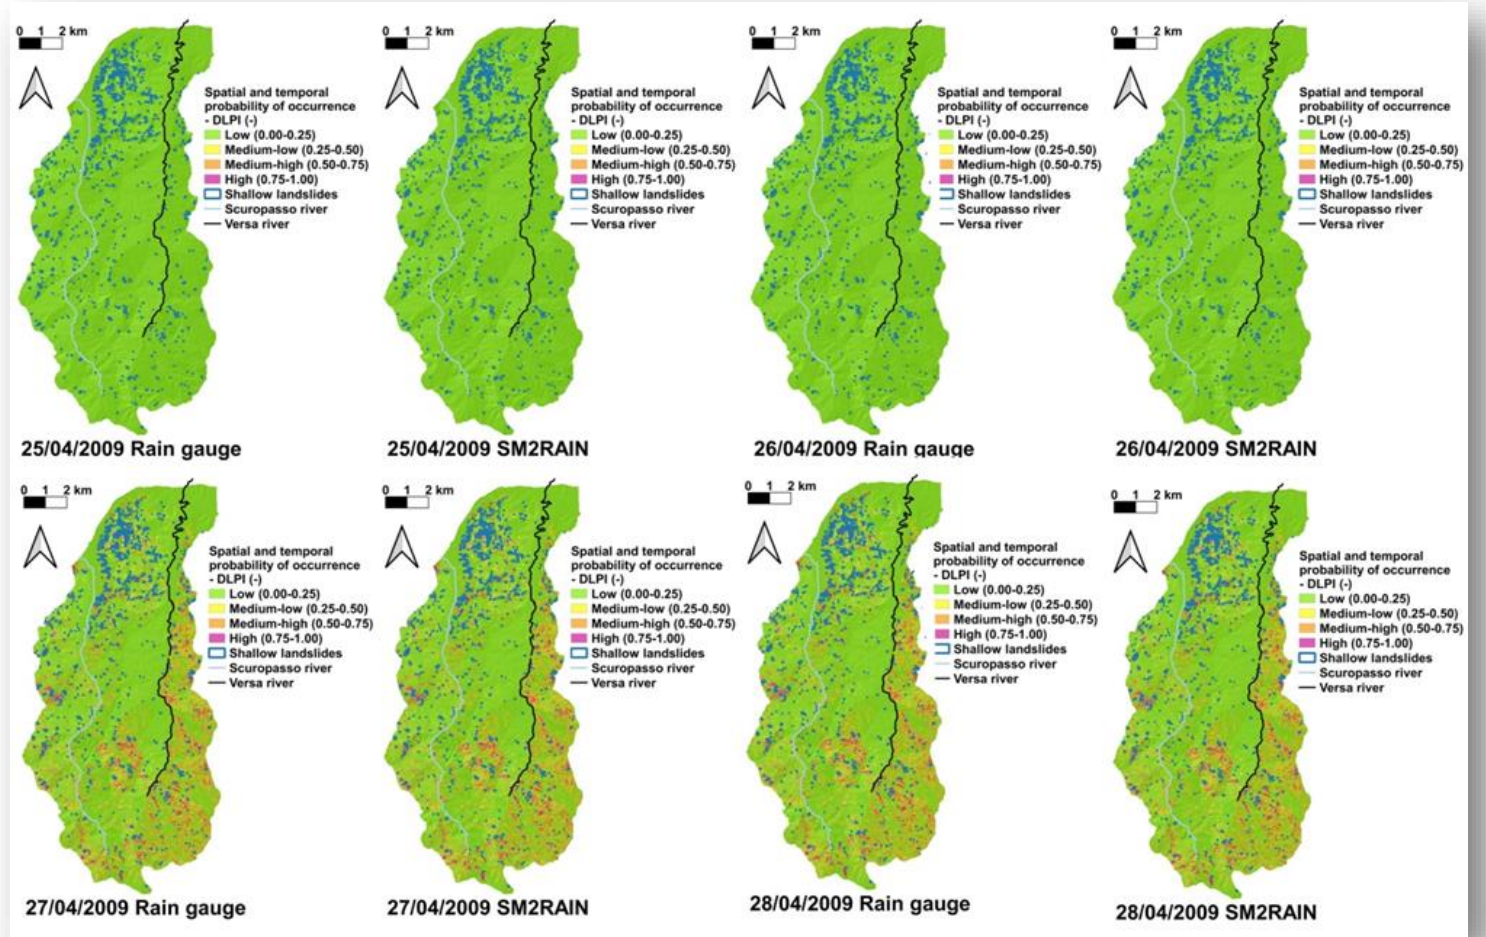 0 1 2 km
Spatial and temporal
probability of occurrence
- DLPI (-)
Low (0.00-0.25)
Medium-low (0.25-0.50)
Medium-high (0.50-0.75)
High (0.75-1.00)
Shallow landslides
Scuropasso river
Versa river
25/04/2009 Rain gauge
0 1 2 km
Spatial and temporal
probability of occurrence
- DLPI (-)
Low (0.00-0.25)
Medium-low (0.25-0.50)
Medium-high (0.50-0.75)
High (0.75-1.00)
Shallow landslides
Scuropasso river
Versa river
25/04/2009 SM2RAIN
0 1 2 km
Spatial and temporal
probability of occurrence
- DLPI (-)
Low (0.00-0.25)
Medium-low (0.25-0.50)
Medium-high (0.50-0.75)
High (0.75-1.00)
Shallow landslides
Scuropasso river
Versa river
26/04/2009 Rain gauge
0 1 2 km
Spatial and temporal
probability of occurrence
- DLPI (-)
Low (0.00-0.25)
Medium-low (0.25-0.50)
Medium-high (0.50-0.75)
High (0.75-1.00)
Shallow landslides
Scuropasso river
Versa river
26/04/2009 SM2RAIN
0 1 2 km
Spatial and temporal
probability of occurrence
- DLPI (-)
Low (0.00-0.25)
Medium-low (0.25-0.50)
Medium-high (0.50-0.75)
High (0.75-1.00)
Shallow landslides
Scuropasso river
Versa river
27/04/2009 Rain gauge
0 1 2 km
Spatial and temporal
probability of occurrence
- DLPI (-)
Low (0.00-0.25)
Medium-low (0.25-0.50)
Medium-high (0.50-0.75)
High (0.75-1.00)
Shallow landslides
Scuropasso river
Versa river
27/04/2009 SM2RAIN
0 1 2 km
Spatial and temporal
probability of occurrence
- DLPI (-)
Low (0.00-0.25)
Medium-low (0.25-0.50)
Medium-high (0.50-0.75)
High (0.75-1.00)
Shallow landslides
Scuropasso river
Versa river
28/04/2009 Rain gauge
0 1 2 km
Spatial and temporal
probability of occurrence
- DLPI (-)
Low (0.00-0.25)
Medium-low (0.25-0.50)
Medium-high (0.50-0.75)
High (0.75-1.00)
Shallow landslides
Scuropasso river
Versa river
28/04/2009 SM2RAIN